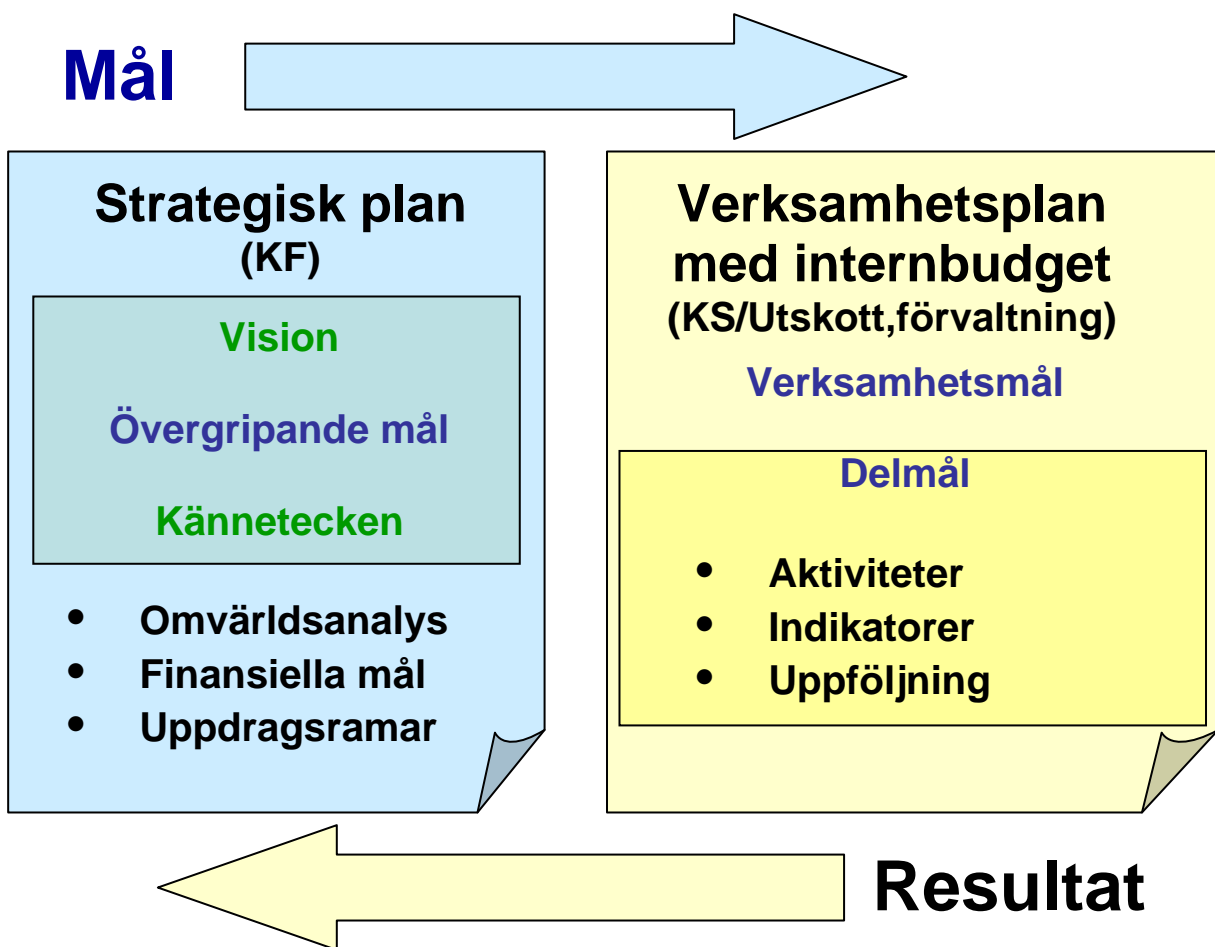 Mål
Strategisk plan
(KF)
Vision
Övergripande mål
Kännetecken
• Omvärldsanalys
• Finansiella mål
• Uppdragsramar
Verksamhetsplan
med internbudget
(KS/Utskott,förvaltning)
Verksamhetsmål
Delmål
• Aktiviteter
• Indikatorer
• Uppföljning
Resultat